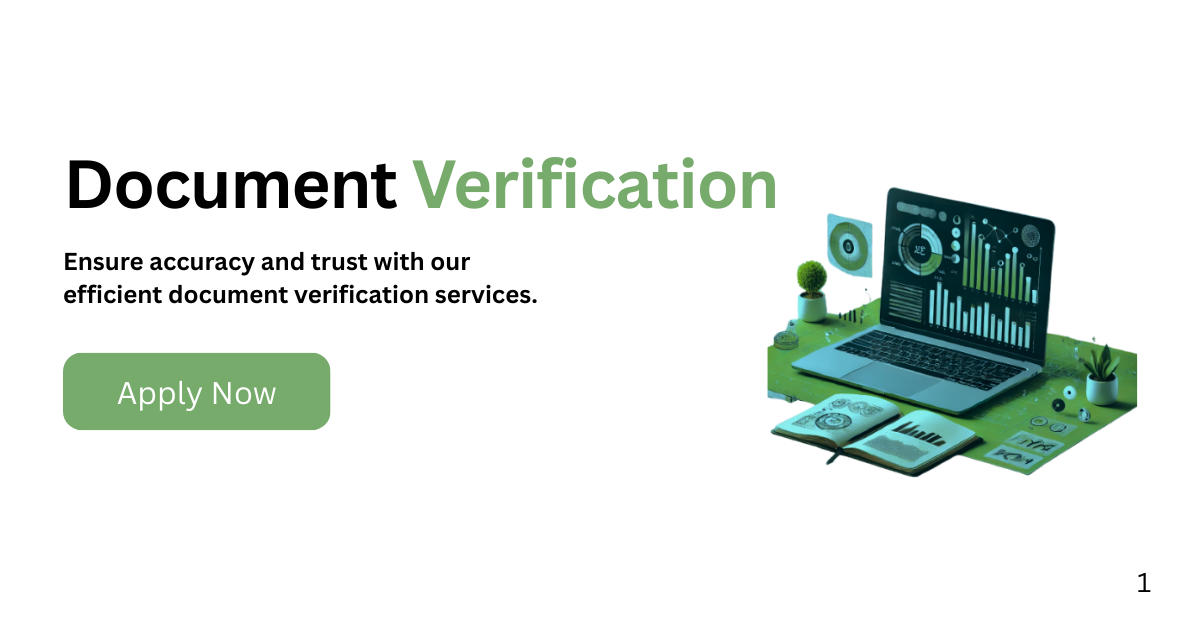 Document Verification
Ensure accuracy and trust with our
efficient document verification services.
Apply Now
1